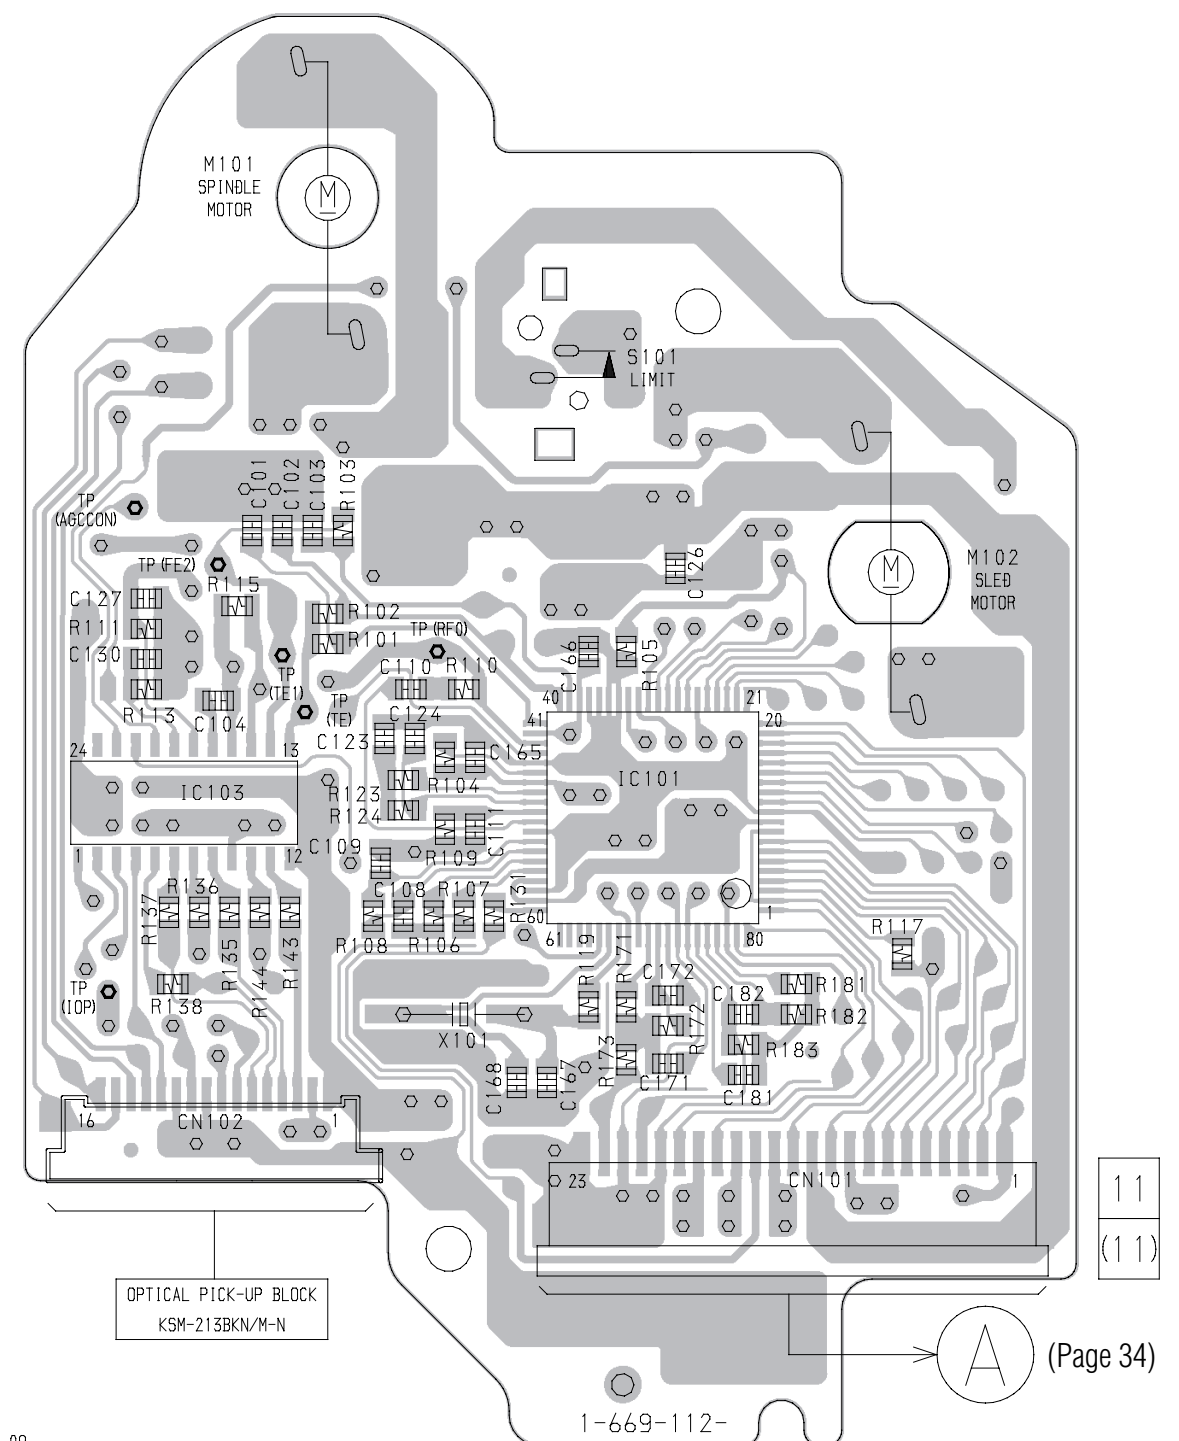 M101
SPINDLE
MOTOR
M
S101
LIMIT
C101
C102
C103
R103
TP
(AGCCON)
TP (FE2)
R115
C127
R111
C130
R113
C104
R102
R101
TP (RFO)
TP
(TE1)
TP
(TE)
C110
R110
C126
C166
R105
M
M102
SLED
MOTOR
40
21
41
20
C124
C123
C165
R104
R123
R124
IC101
24
13
IC103
1
12
C109
R109
C111
C108
R107
R131
R108
R106
60
1
61
80
R136
R137
R135
R144
R143
R138
TP
(IOP)
R117
R119
R171
C172
R172
C182
R181
R182
R183
X101
R173
C171
C181
C168
C167
16
CN102
1
23
CN101
1
11
(11)
OPTICAL PICK-UP BLOCK
KSM-213BKN/M-N
A
(Page 34)
1-669-112-